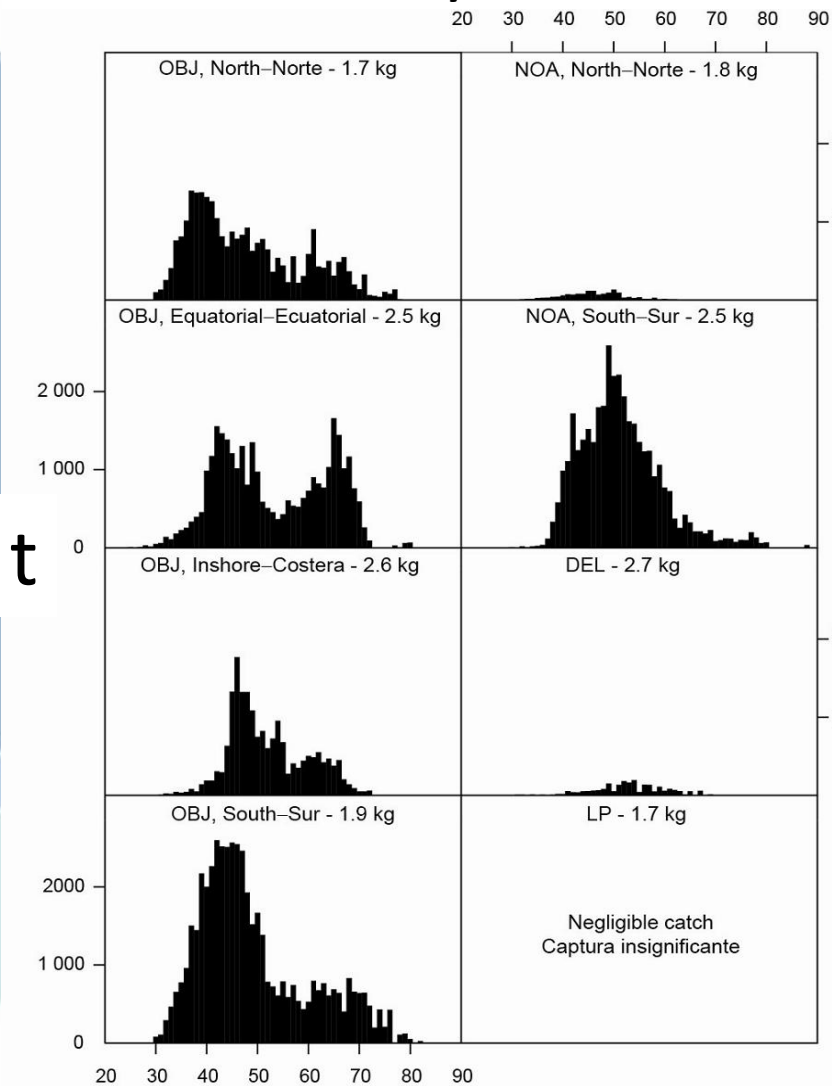 20 30 40 50 60 70 80 90
OBJ, North–Norte - 1.7 kg
NOA, North–Norte - 1.8 kg
OBJ, Equatorial–Ecuatorial - 2.5 kg
NOA, South–Sur - 2.5 kg
2 000
1 000
0
t
OBJ, Inshore–Costera - 2.6 kg
DEL - 2.7 kg
OBJ, South–Sur - 1.9 kg
LP - 1.7 kg
2000
Negligible catch
Captura insignificante
1 000
0
20 30 40 50 60 70 80 90